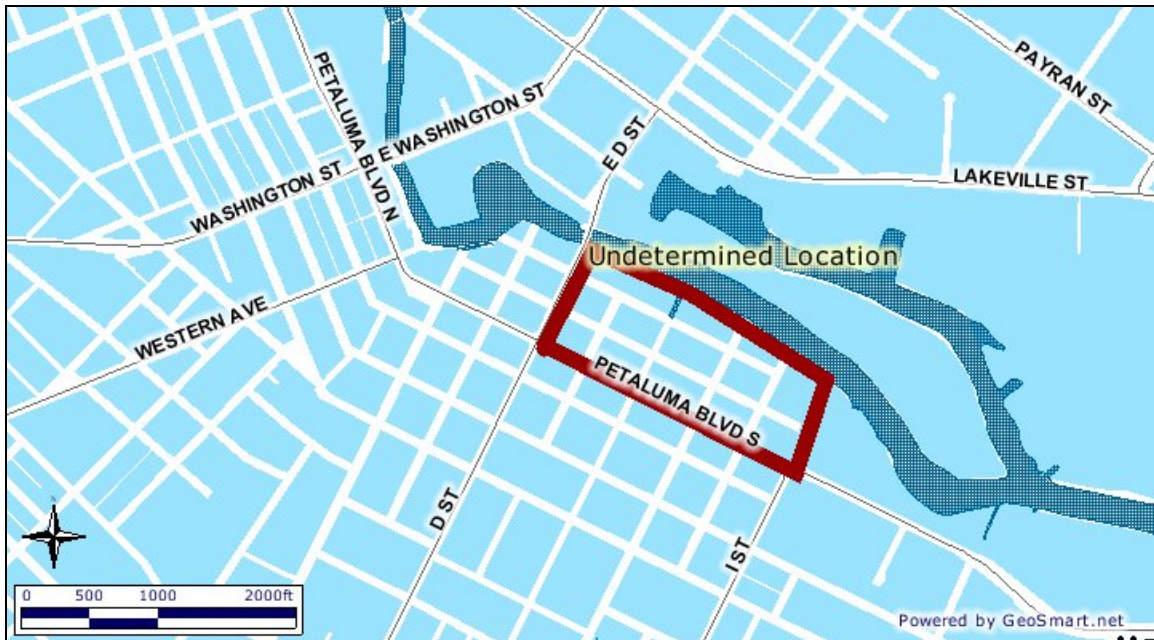 PAYRAN ST
PETALUMA BLVD N
E WASHINGTON ST
E D ST
LAKEVILLE ST
WASHINGTON ST
Undetermined Location
WESTERN AVE
PETALUMA BLVD S
D ST
I ST
N
0 500 1000 2000ft
Powered by GeoSmart.net